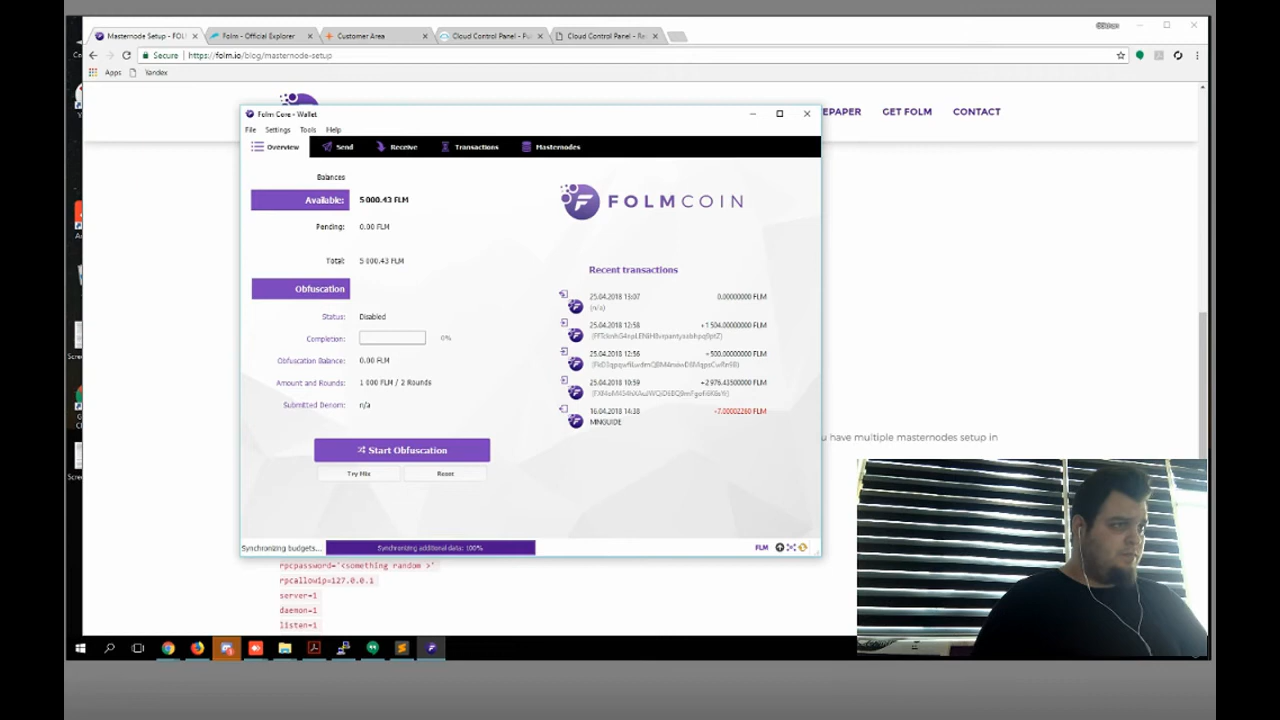 Masternode Setup - FOL
Folm - Official Explorer
Customer Area
Cloud Control Panel - Pu
Cloud Control Panel - Re
Secure
https://folm.io/blog/masternode-setup
Apps
Yandex
EPAPER
GET FOLM
CONTACT
Folm Core - Wallet
File
Settings
Tools
Help
Overview
Send
Receive
Transactions
Masternodes
Balances
Available:
5 000.43 FLM
Pending:
0.00 FLM
Total:
5 000.43 FLM
Obfuscation
Status:
Disabled
Completion:
0%
Obfuscation Balance:
0.00 FLM
Amount and Rounds:
1 000 FLM / 2 Rounds
Submitted Denom:
n/a
Start Obfuscation
Try Mix
Reset
FOLMCOIN
Recent transactions
25.04.2018 13:07
0.00000000 FLM
(n/a)
25.04.2018 12:58
+1 504.00000000 FLM
25.04.2018 12:56
+500.00000000 FLM
25.04.2018 10:59
+2 976.43500000 FLM
16.04.2018 14:38
-7.00002260 FLM
MNGUIDE
Synchronizing budgets...
Synchronizing additional data: 100%
FLM
u have multiple masternodes setup in
rpcpassword='<something random >'
rpcallowip=127.0.0.1
server=1
daemon=1
listen=1